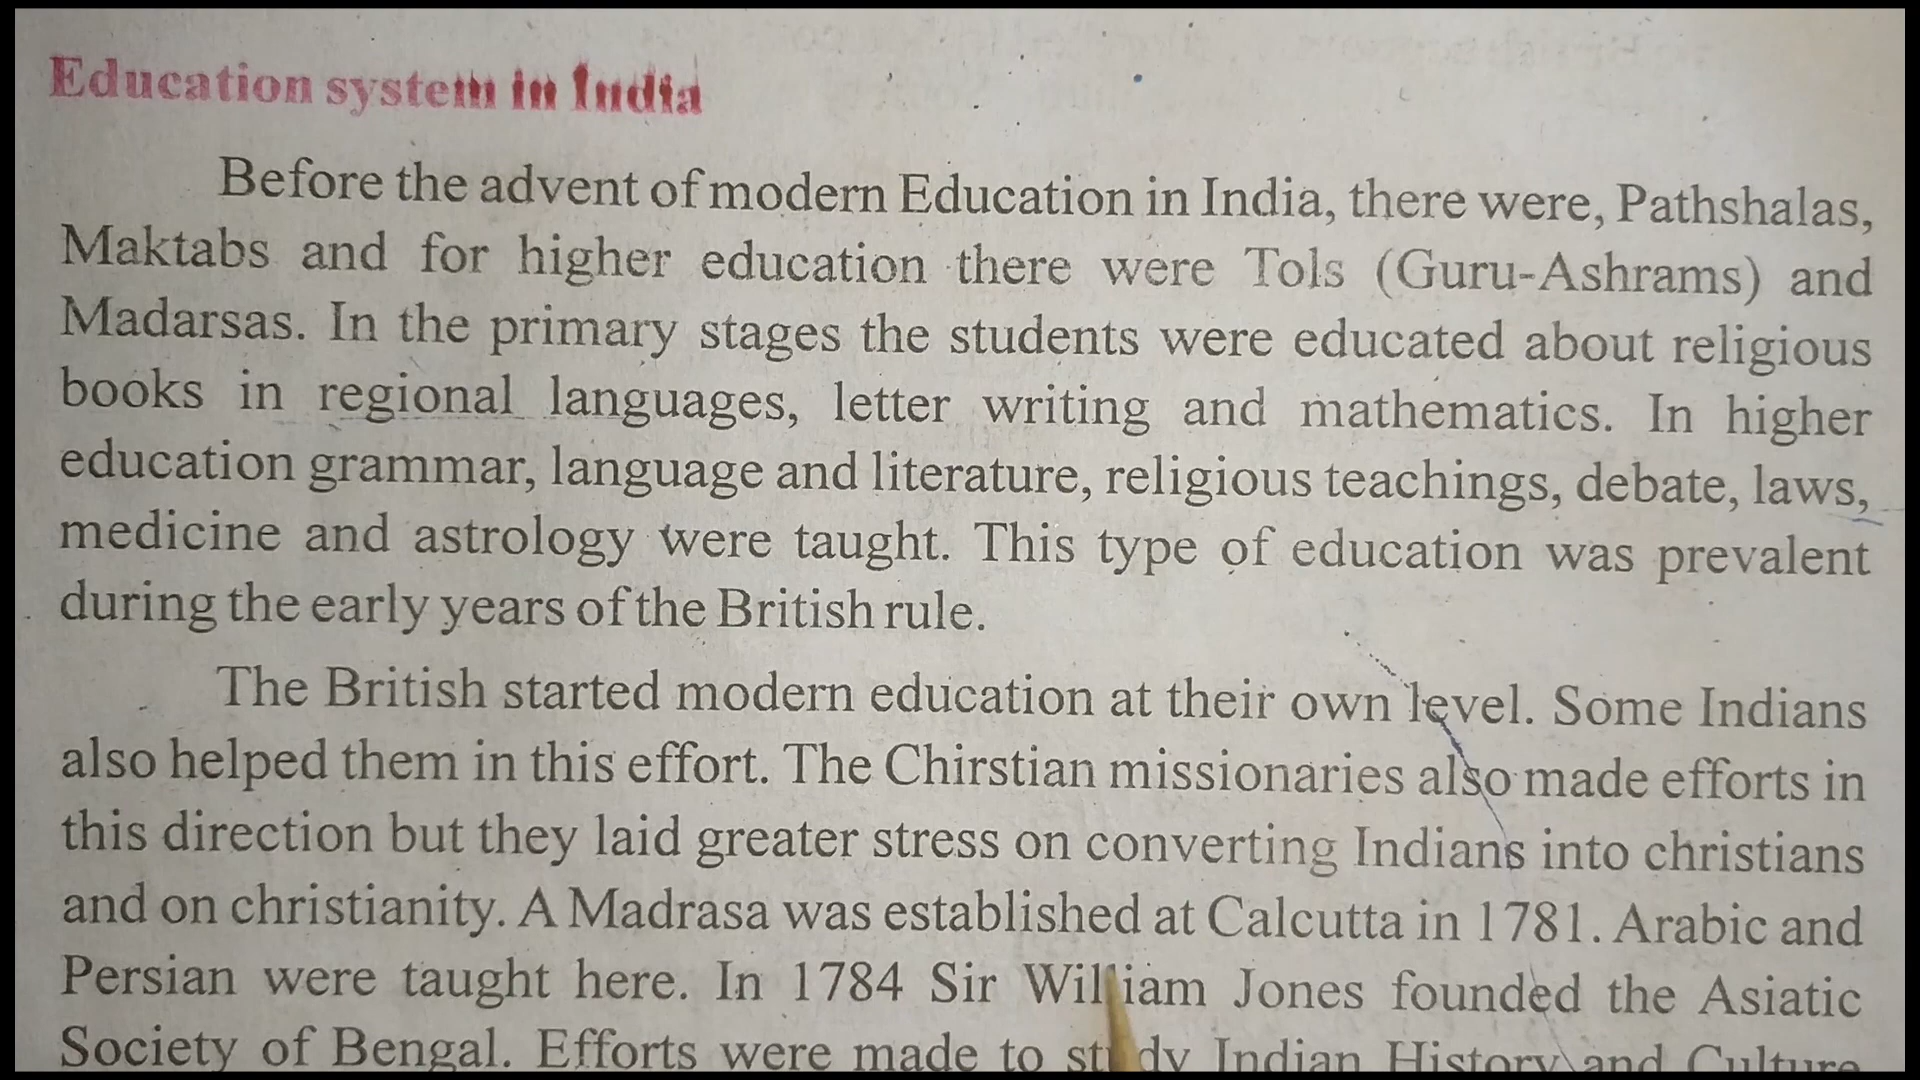 Education system in India
Before the advent of modern Education in India, there were, Pathshalas,
Maktabs and for higher education there were Tols (Guru-Ashrams) and
Madarsas. In the primary stages the students were educated about religious
books in regional languages, letter writing and mathematics. In higher
education grammar, language and literature, religious teachings, debate, laws,
medicine and astrology were taught. This type of education was prevalent
during the early years of the British rule.
The British started modern education at their own level. Some Indians
also helped them in this effort. The Chirstian missionaries also made efforts in
this direction but they laid greater stress on converting Indians into christians
and on christianity. A Madrasa was established at Calcutta in 1781. Arabic and
Persian were taught here. In 1784 Sir William Jones founded the Asiatic
Society of Bengal. Efforts were made to study Indian History and Culture